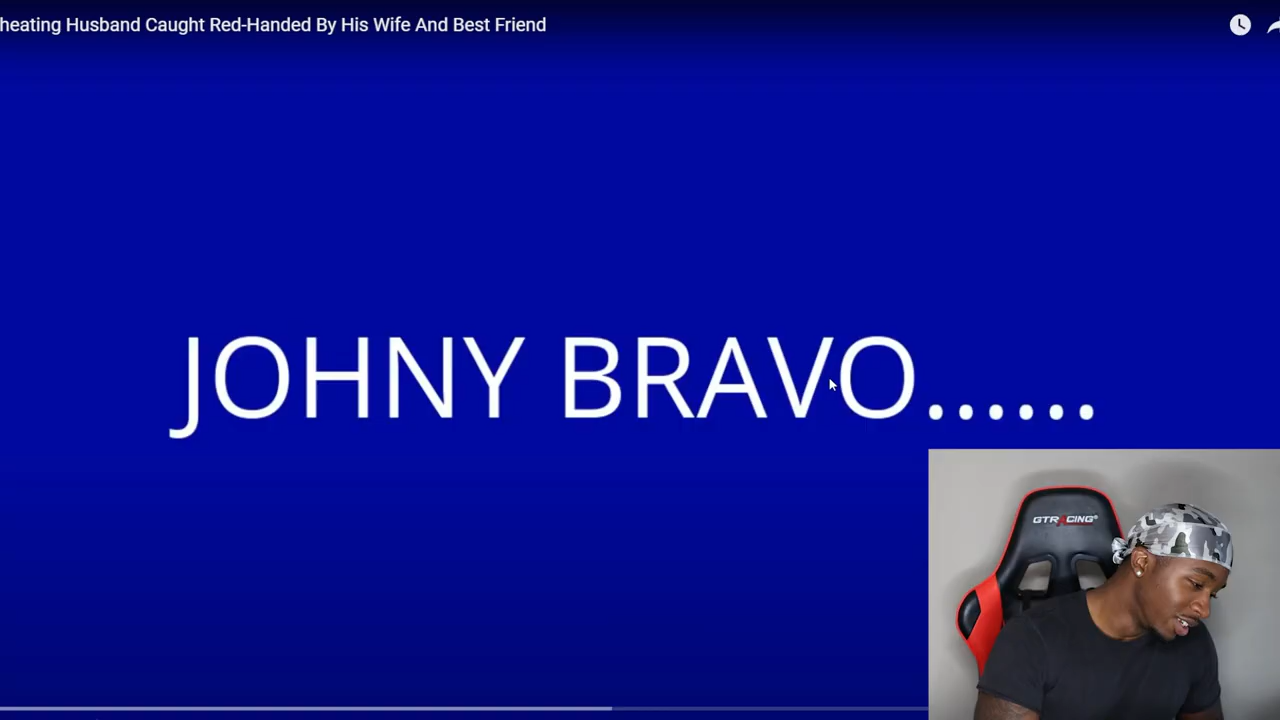 heating Husband Caught Red-Handed By His Wife And Best Friend
JOHNY BRAVO......
GTRACING